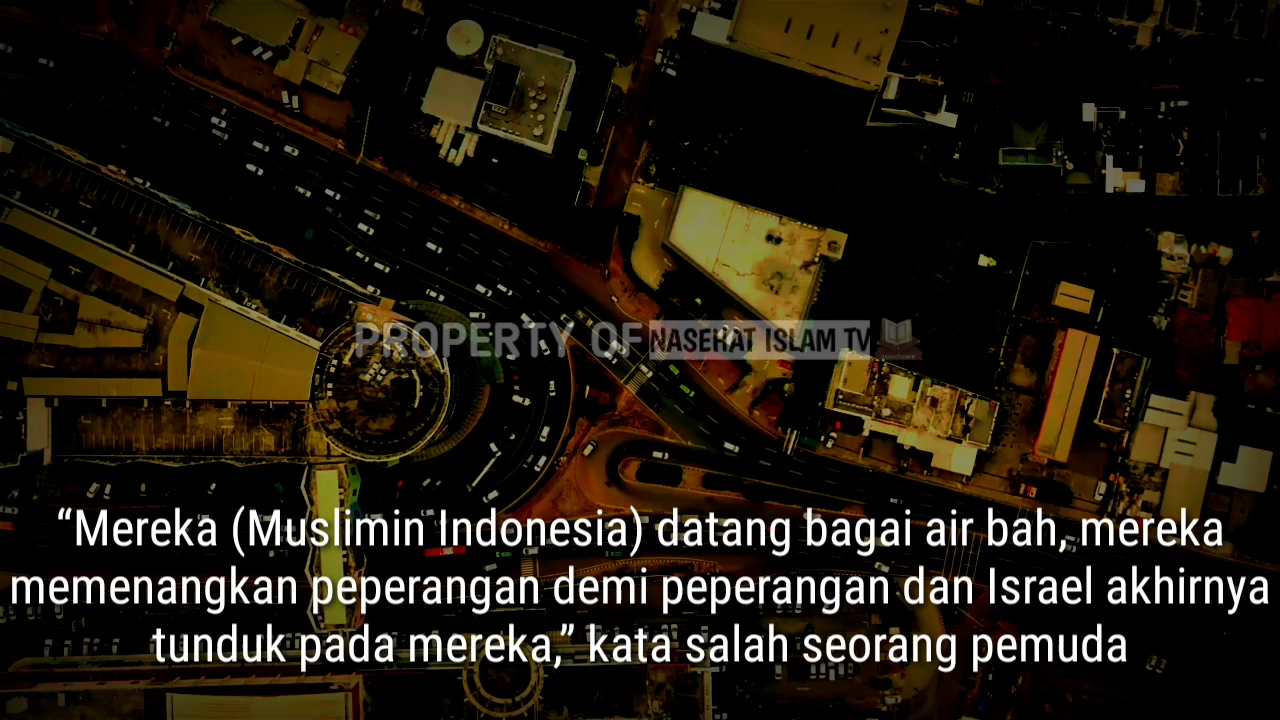 PROPERTY OF NASEHAT ISLAM TV
“Mereka (Muslimin Indonesia) datang bagai air bah, mereka
memenangkan peperangan demi peperangan dan Israel akhirnya
tunduk pada mereka,” kata salah seorang pemuda